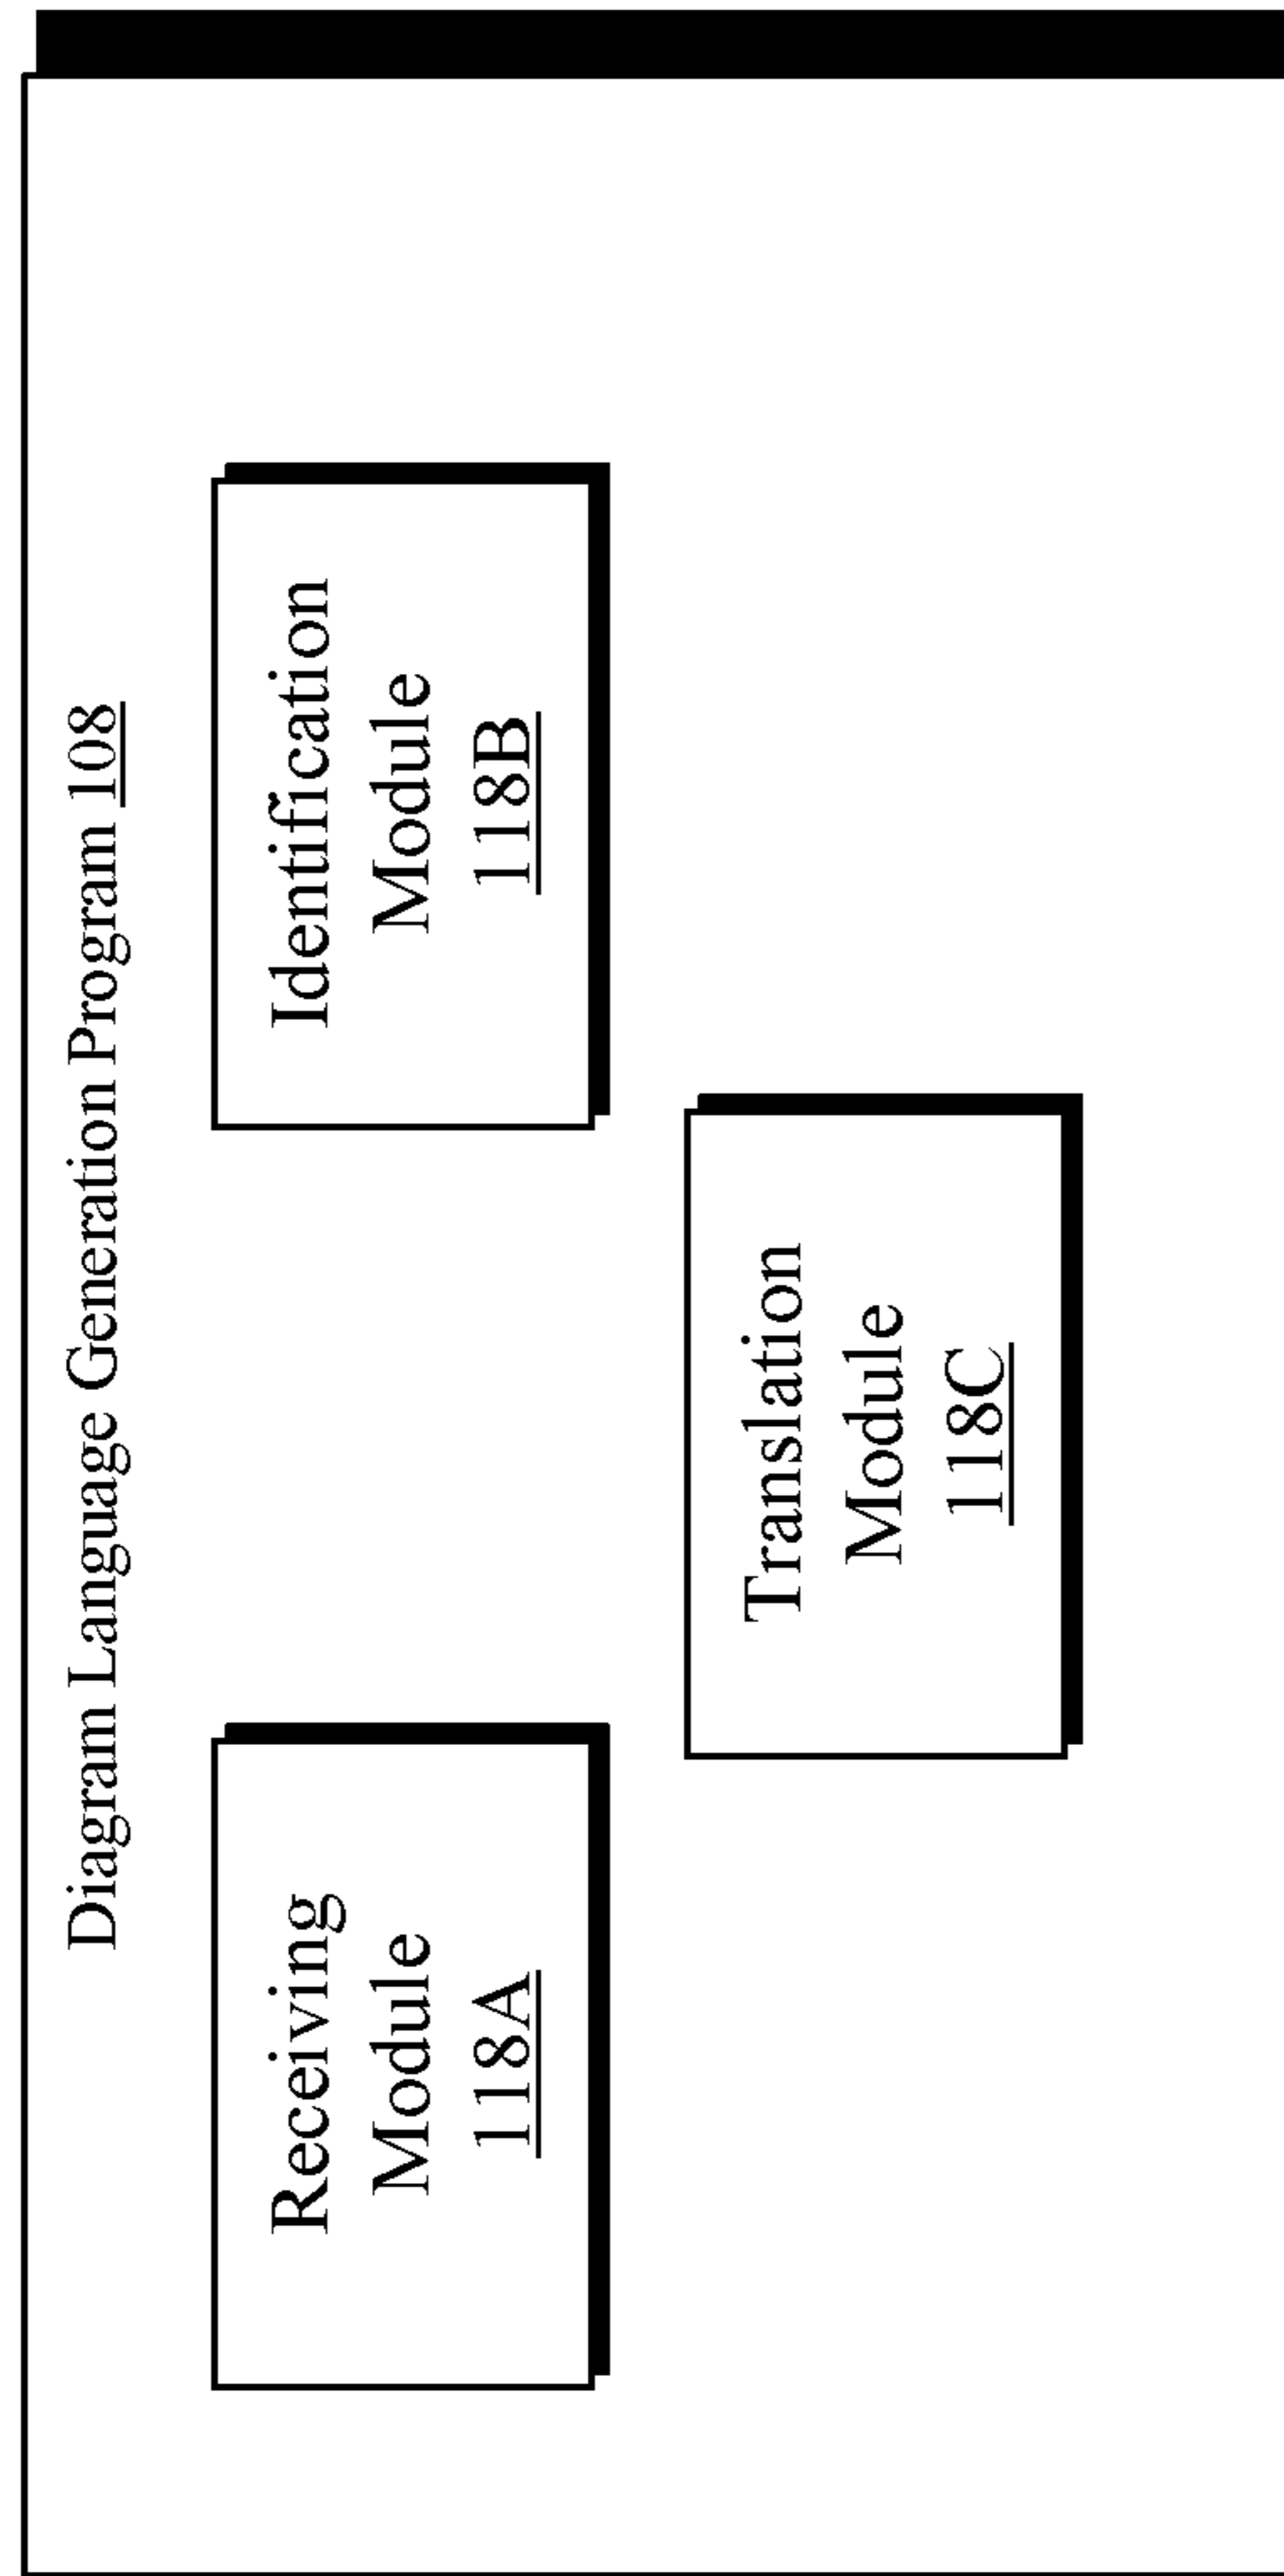 Diagram Language Generation Program 108
Receiving
Module
118A
Identification
Module
118B
Translation
Module
118C